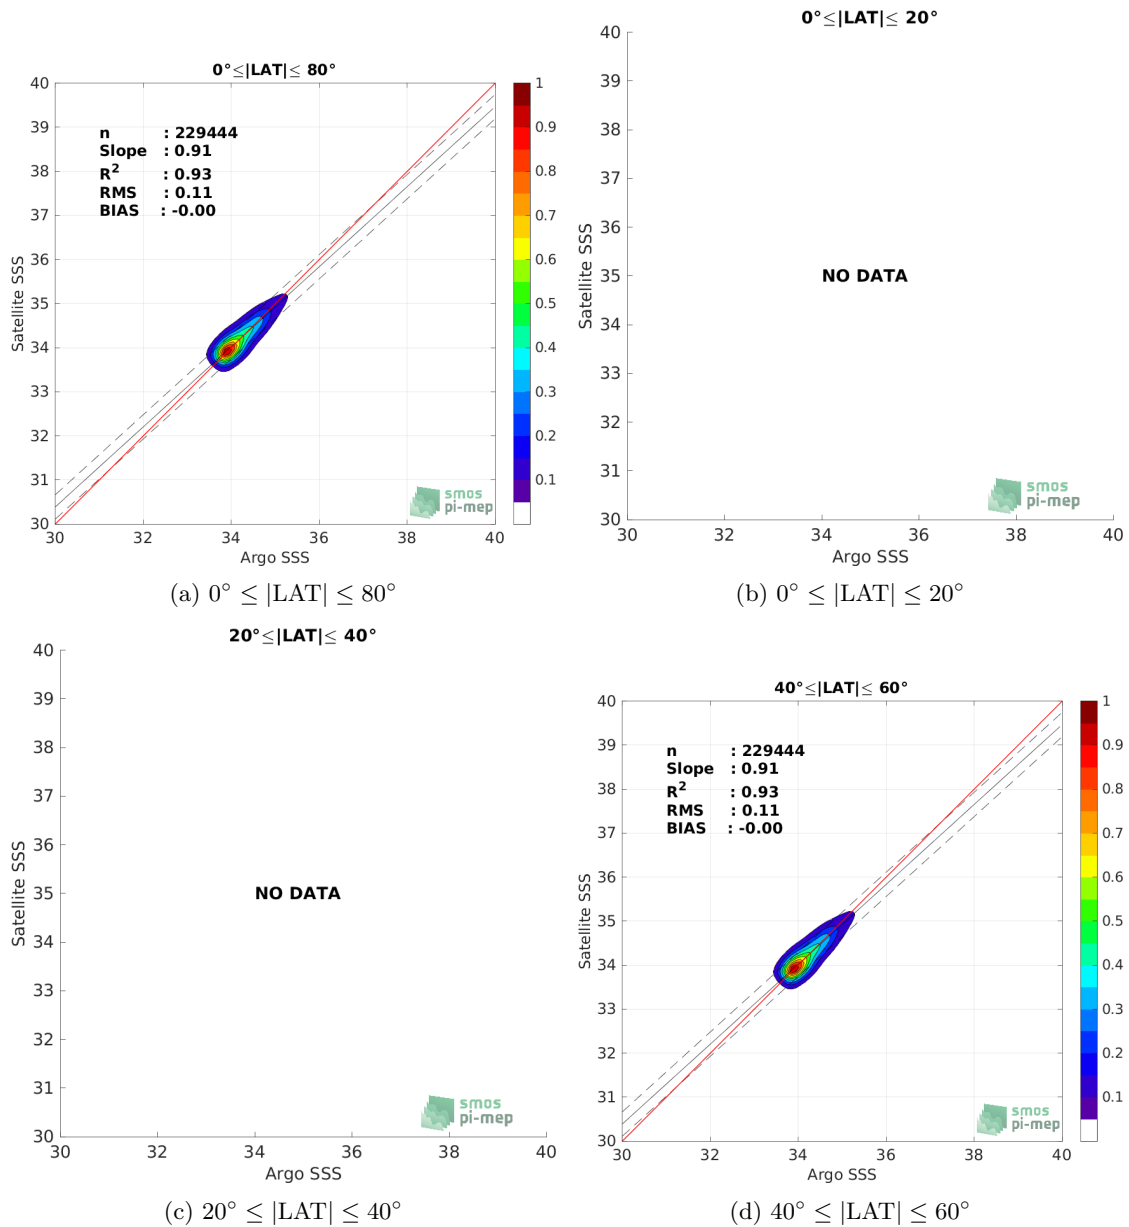 0°≤|LAT|≤ 80°
40
39
38
37
36
35
34
33
32
31
30
Satellite SSS
n : 229444
Slope : 0.91
R² : 0.93
RMS : 0.11
BIAS : -0.00
smos
pi-mep
30 32 34 36 38 40
Argo SSS
1
0.9
0.8
0.7
0.6
0.5
0.4
0.3
0.2
0.1
(a) 0° ≤ |LAT| ≤ 80°
0°≤|LAT|≤ 20°
40
39
38
37
36
35
34
33
32
31
30
Satellite SSS
NO DATA
smos
pi-mep
30 32 34 36 38 40
Argo SSS
(b) 0° ≤ |LAT| ≤ 20°
20°≤|LAT|≤ 40°
40
39
38
37
36
35
34
33
32
31
30
Satellite SSS
NO DATA
smos
pi-mep
30 32 34 36 38 40
Argo SSS
(c) 20° ≤ |LAT| ≤ 40°
40°≤|LAT|≤ 60°
40
39
38
37
36
35
34
33
32
31
30
Satellite SSS
n : 229444
Slope : 0.91
R² : 0.93
RMS : 0.11
BIAS : -0.00
smos
pi-mep
30 32 34 36 38 40
Argo SSS
1
0.9
0.8
0.7
0.6
0.5
0.4
0.3
0.2
0.1
(d) 40° ≤ |LAT| ≤ 60°